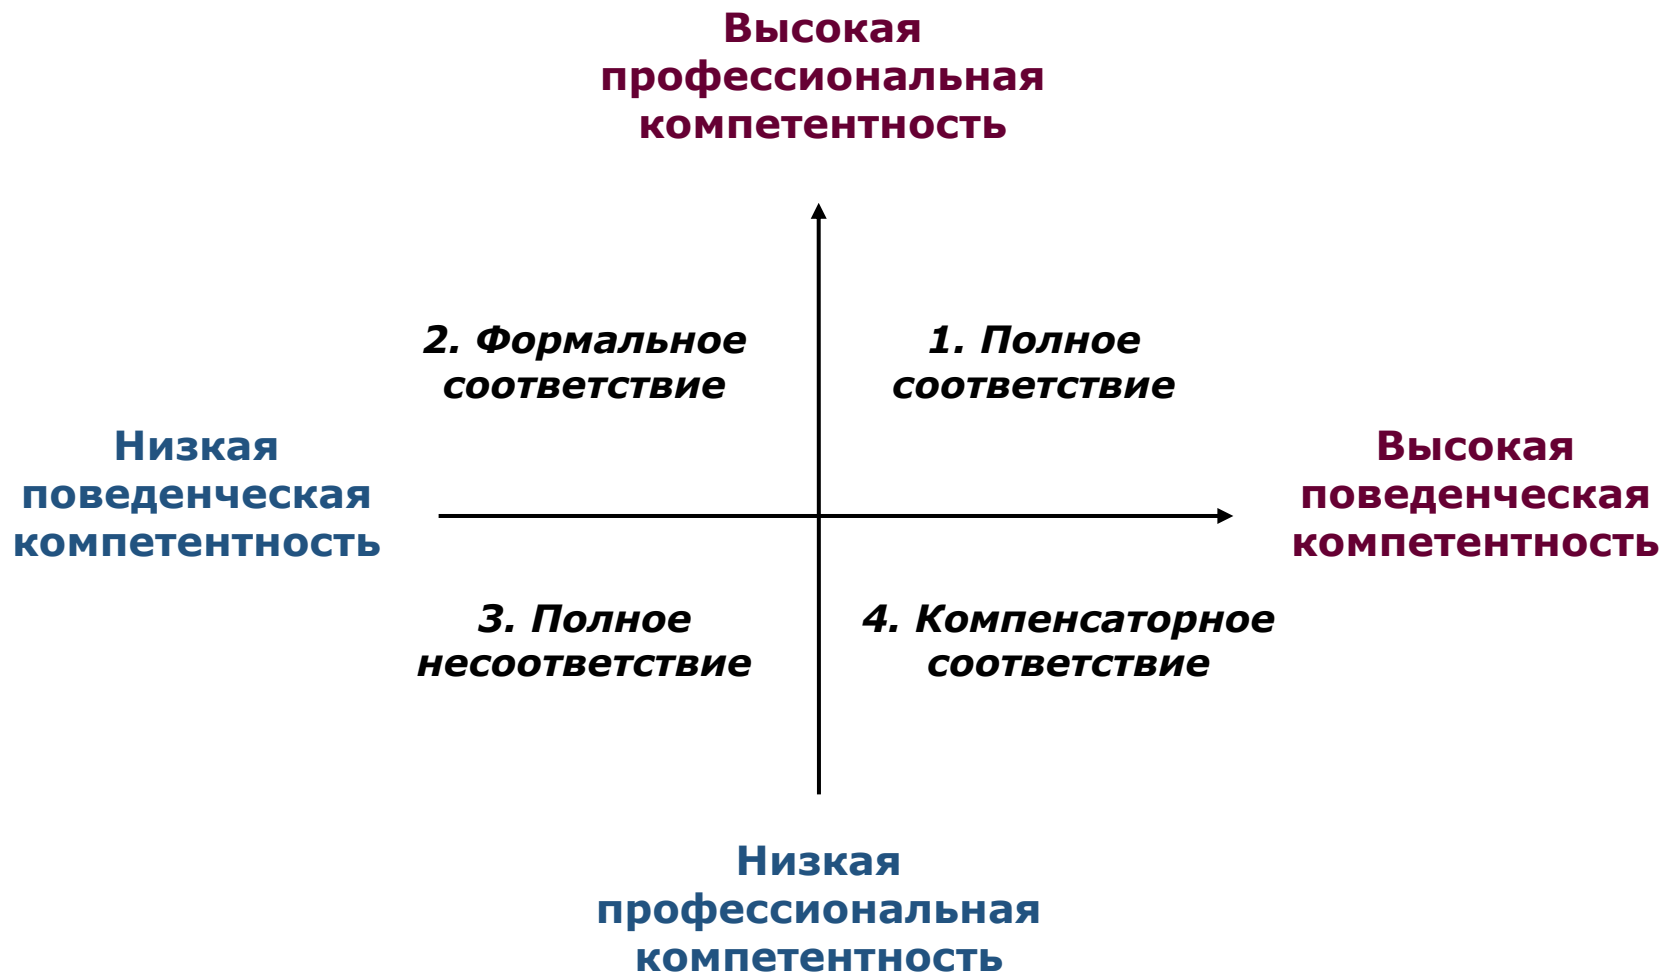 Высокая
профессиональная
компетентность
2. Формальное
соответствие
1. Полное
соответствие
Низкая
поведенческая
компетентность
Высокая
поведенческая
компетентность
3. Полное
несоответствие
4. Компенсаторное
соответствие
Низкая
профессиональная
компетентность